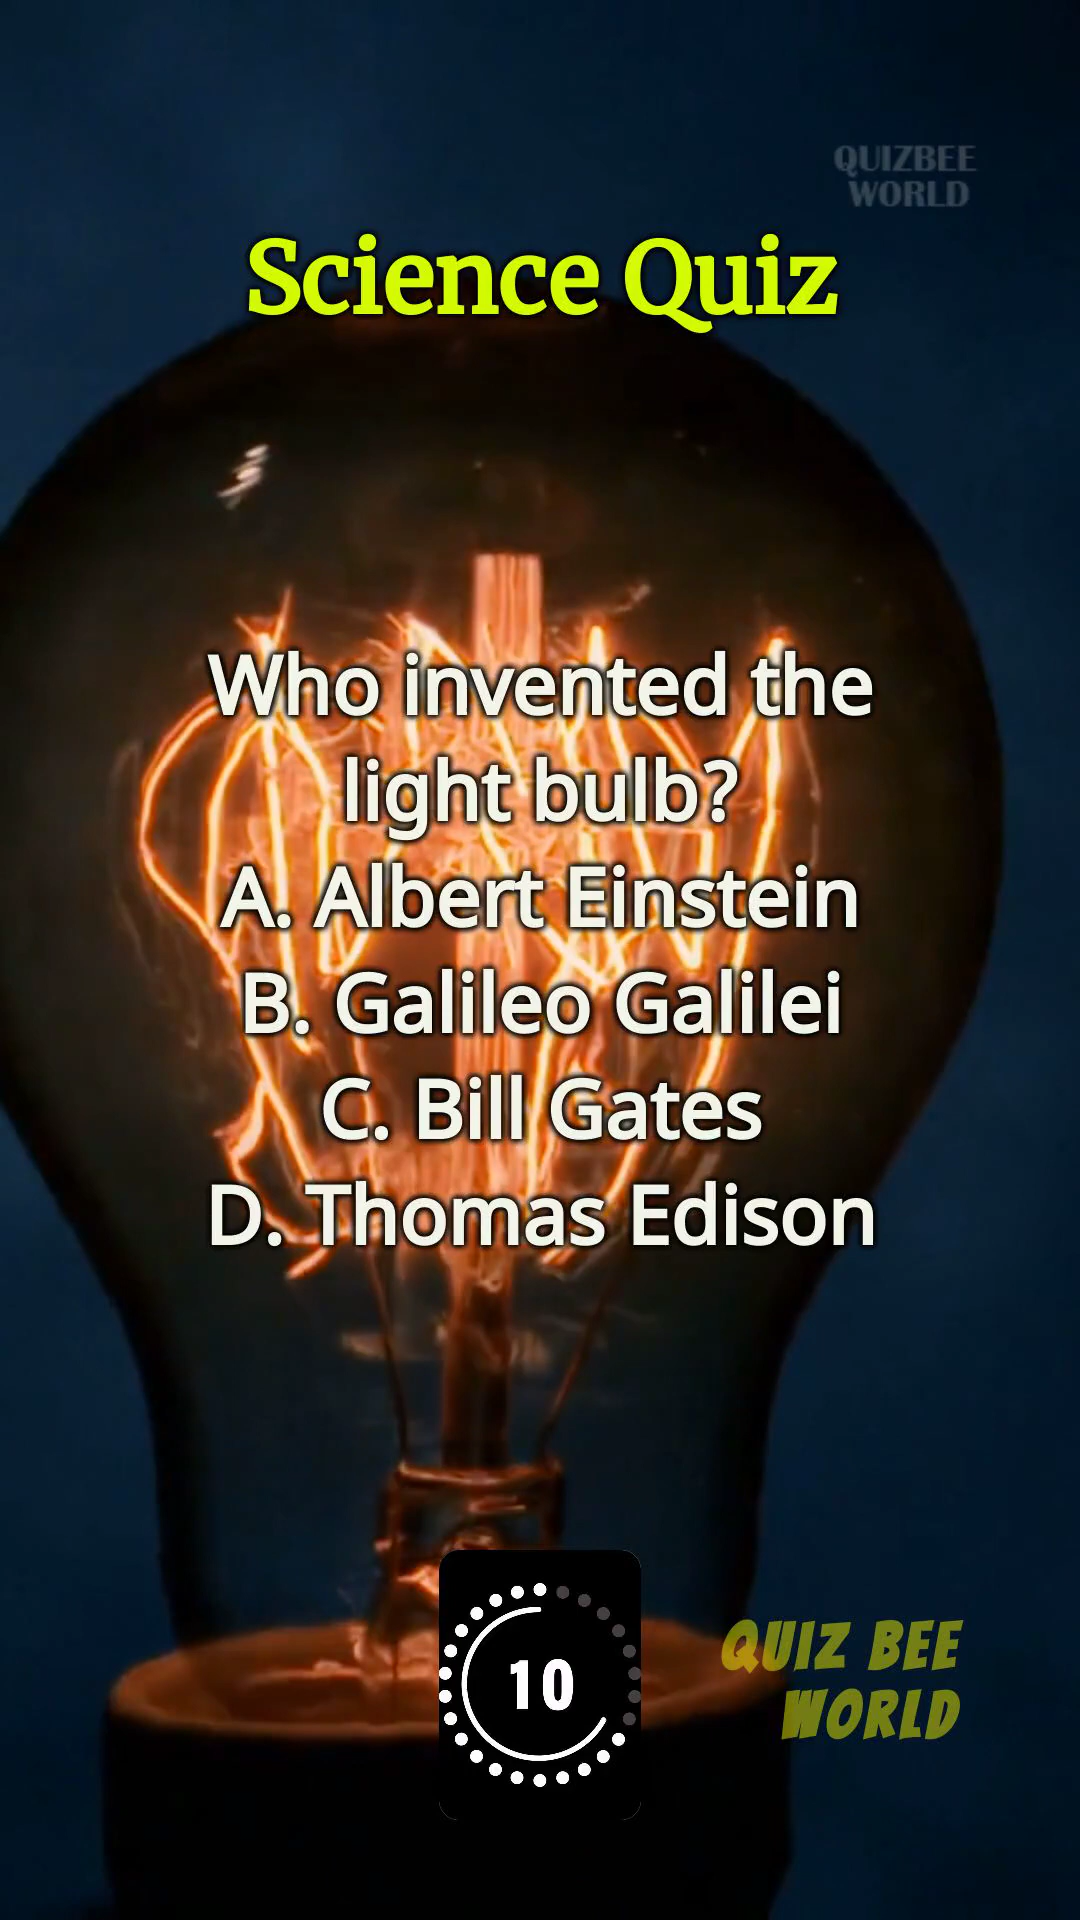 QUIZBEE
WORLD
Science Quiz
Who invented the
light bulb?
A. Albert Einstein
B. Galileo Galilei
C. Bill Gates
D. Thomas Edison
10
QUIZ BEE
WORLD